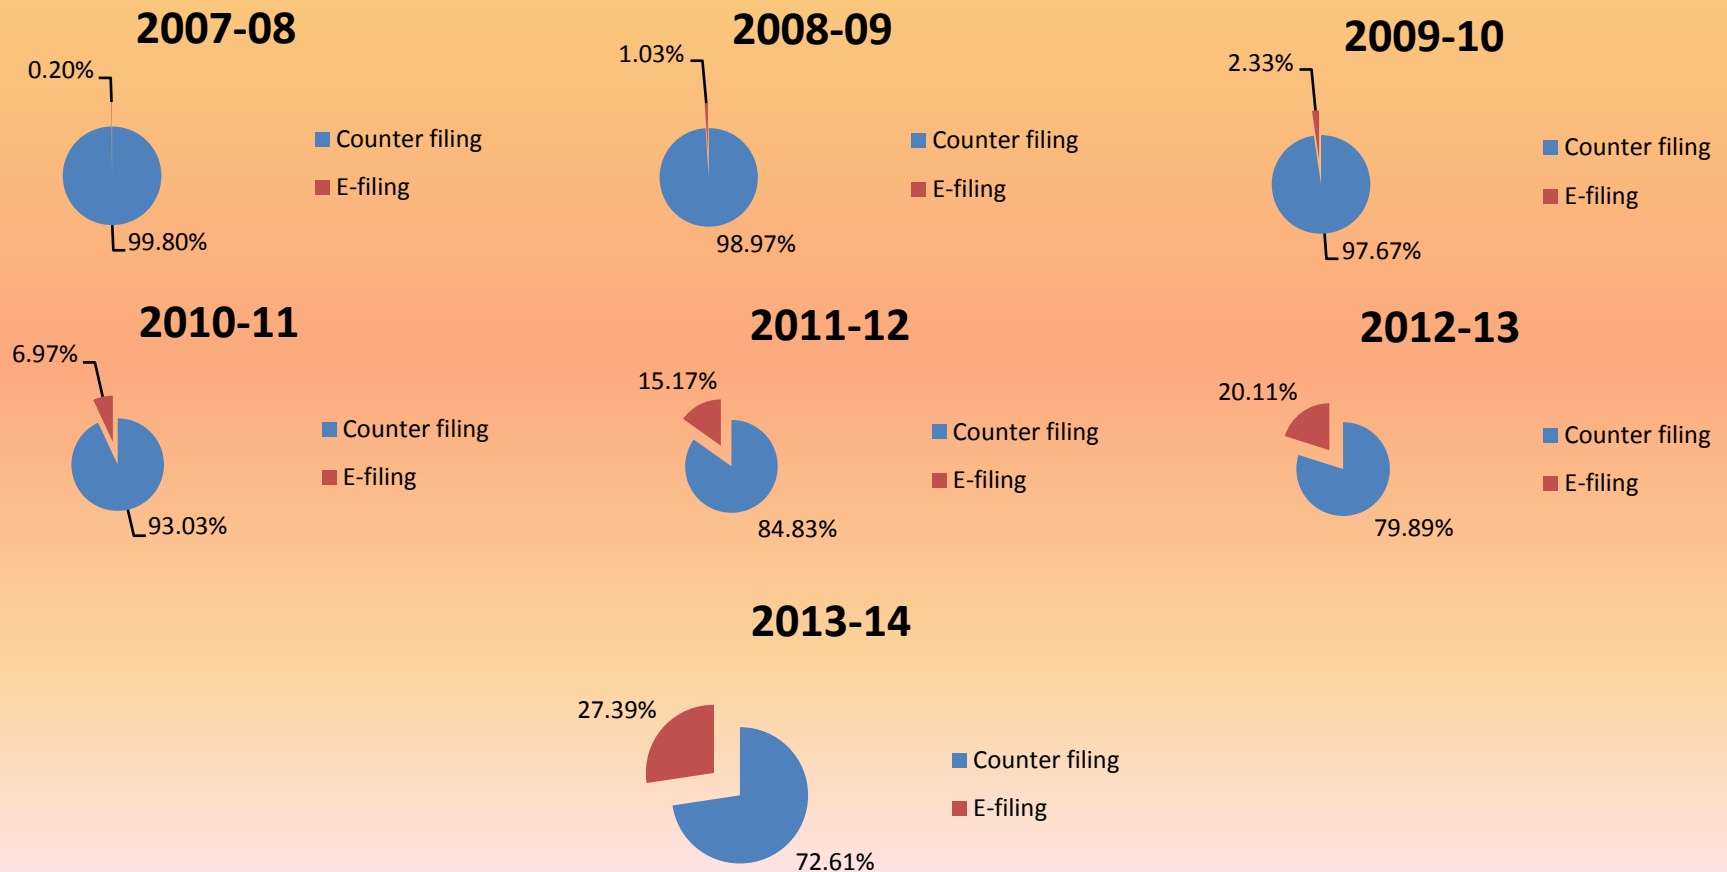 2007-08
0.20%
Counter filing
E-filing
99.80%
2008-09
1.03%
Counter filing
E-filing
98.97%
2009-10
2.33%
Counter filing
E-filing
97.67%
2010-11
6.97%
Counter filing
E-filing
93.03%
2011-12
15.17%
Counter filing
E-filing
84.83%
2012-13
20.11%
Counter filing
E-filing
79.89%
2013-14
27.39%
Counter filing
E-filing
72.61%